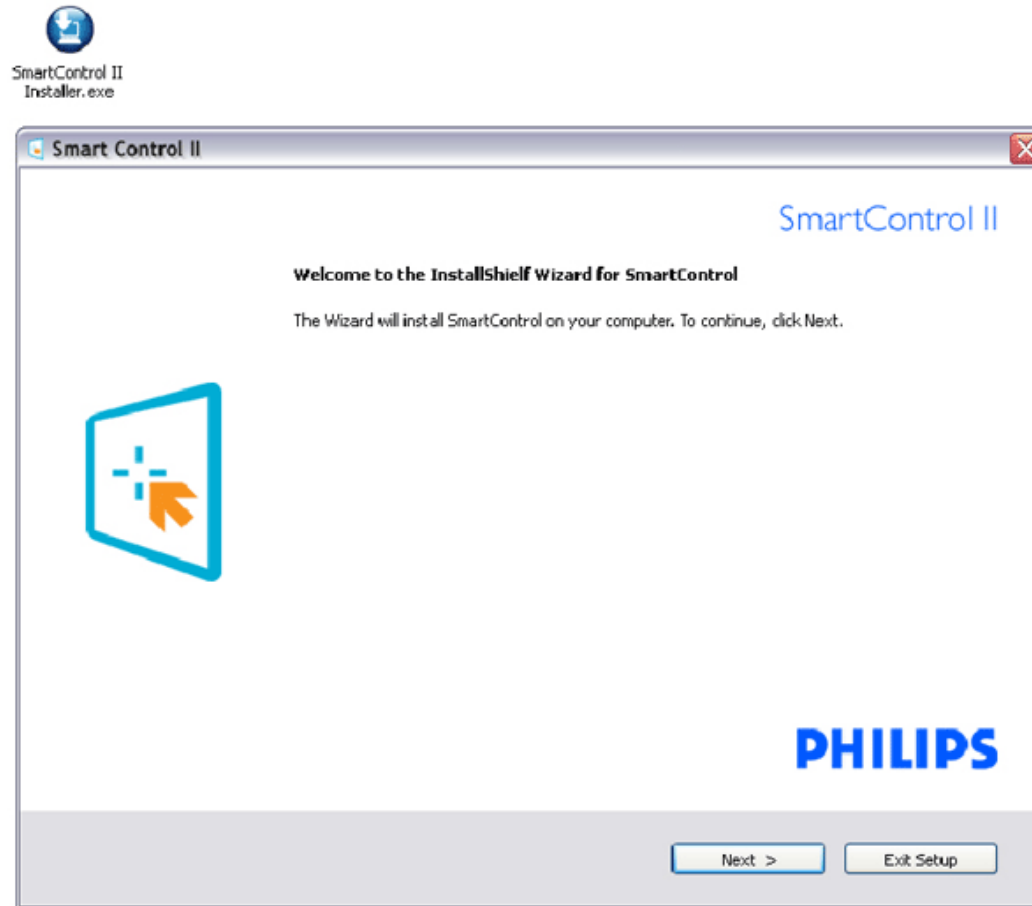 SmartControl II
Installer.exe
Smart Control II
SmartControl II
Welcome to the InstallShielf Wizard for SmartControl
The Wizard will install SmartControl on your computer. To continue, click Next.
PHILIPS
Next >
Exit Setup